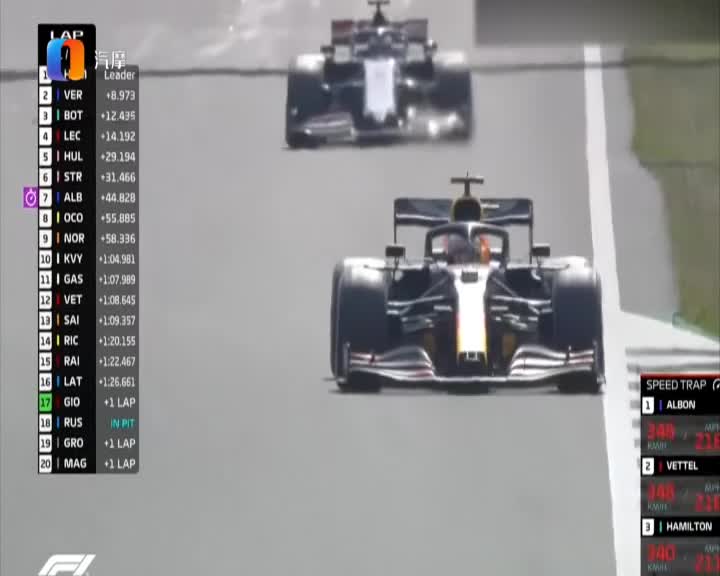 LAP
汽摩
1 Leader
2 VER +8.973
3 BOT +12.435
4 LEC +14.192
5 HUL +29.194
6 STR +31.466
7 ALB +44.828
8 OCO +55.885
9 NOR +58.336
10 KVY +1:04.981
11 GAS +1:07.989
12 VET +1:08.645
13 SAI +1:09.357
14 RIC +1:20.155
15 RAI +1:22.467
16 LAT +1:26.661
17 GIO +1 LAP
18 RUS IN PIT
19 GRO +1 LAP
20 MAG +1 LAP
SPEED TRAP
1 ALBON
348 KM/H
2 VETTEL
348 KM/H
3 HAMILTON
340 KM/H
F1